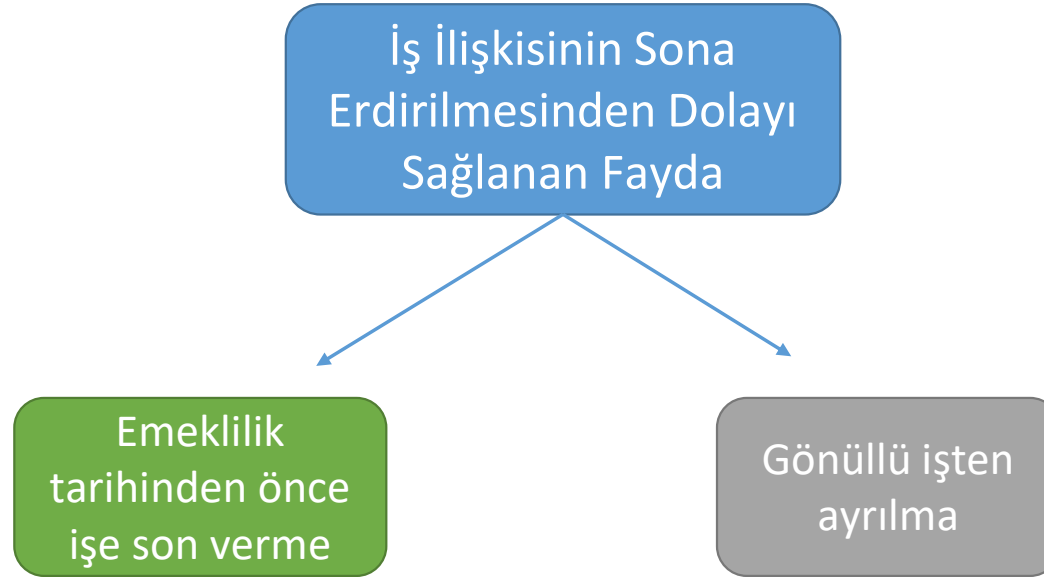 İş İlişkisinin Sona
Erdirilmesinden Dolayı
Sağlanan Fayda
Emeklilik
tarihinden önce
işe son verme
Gönüllü işten
ayrılma